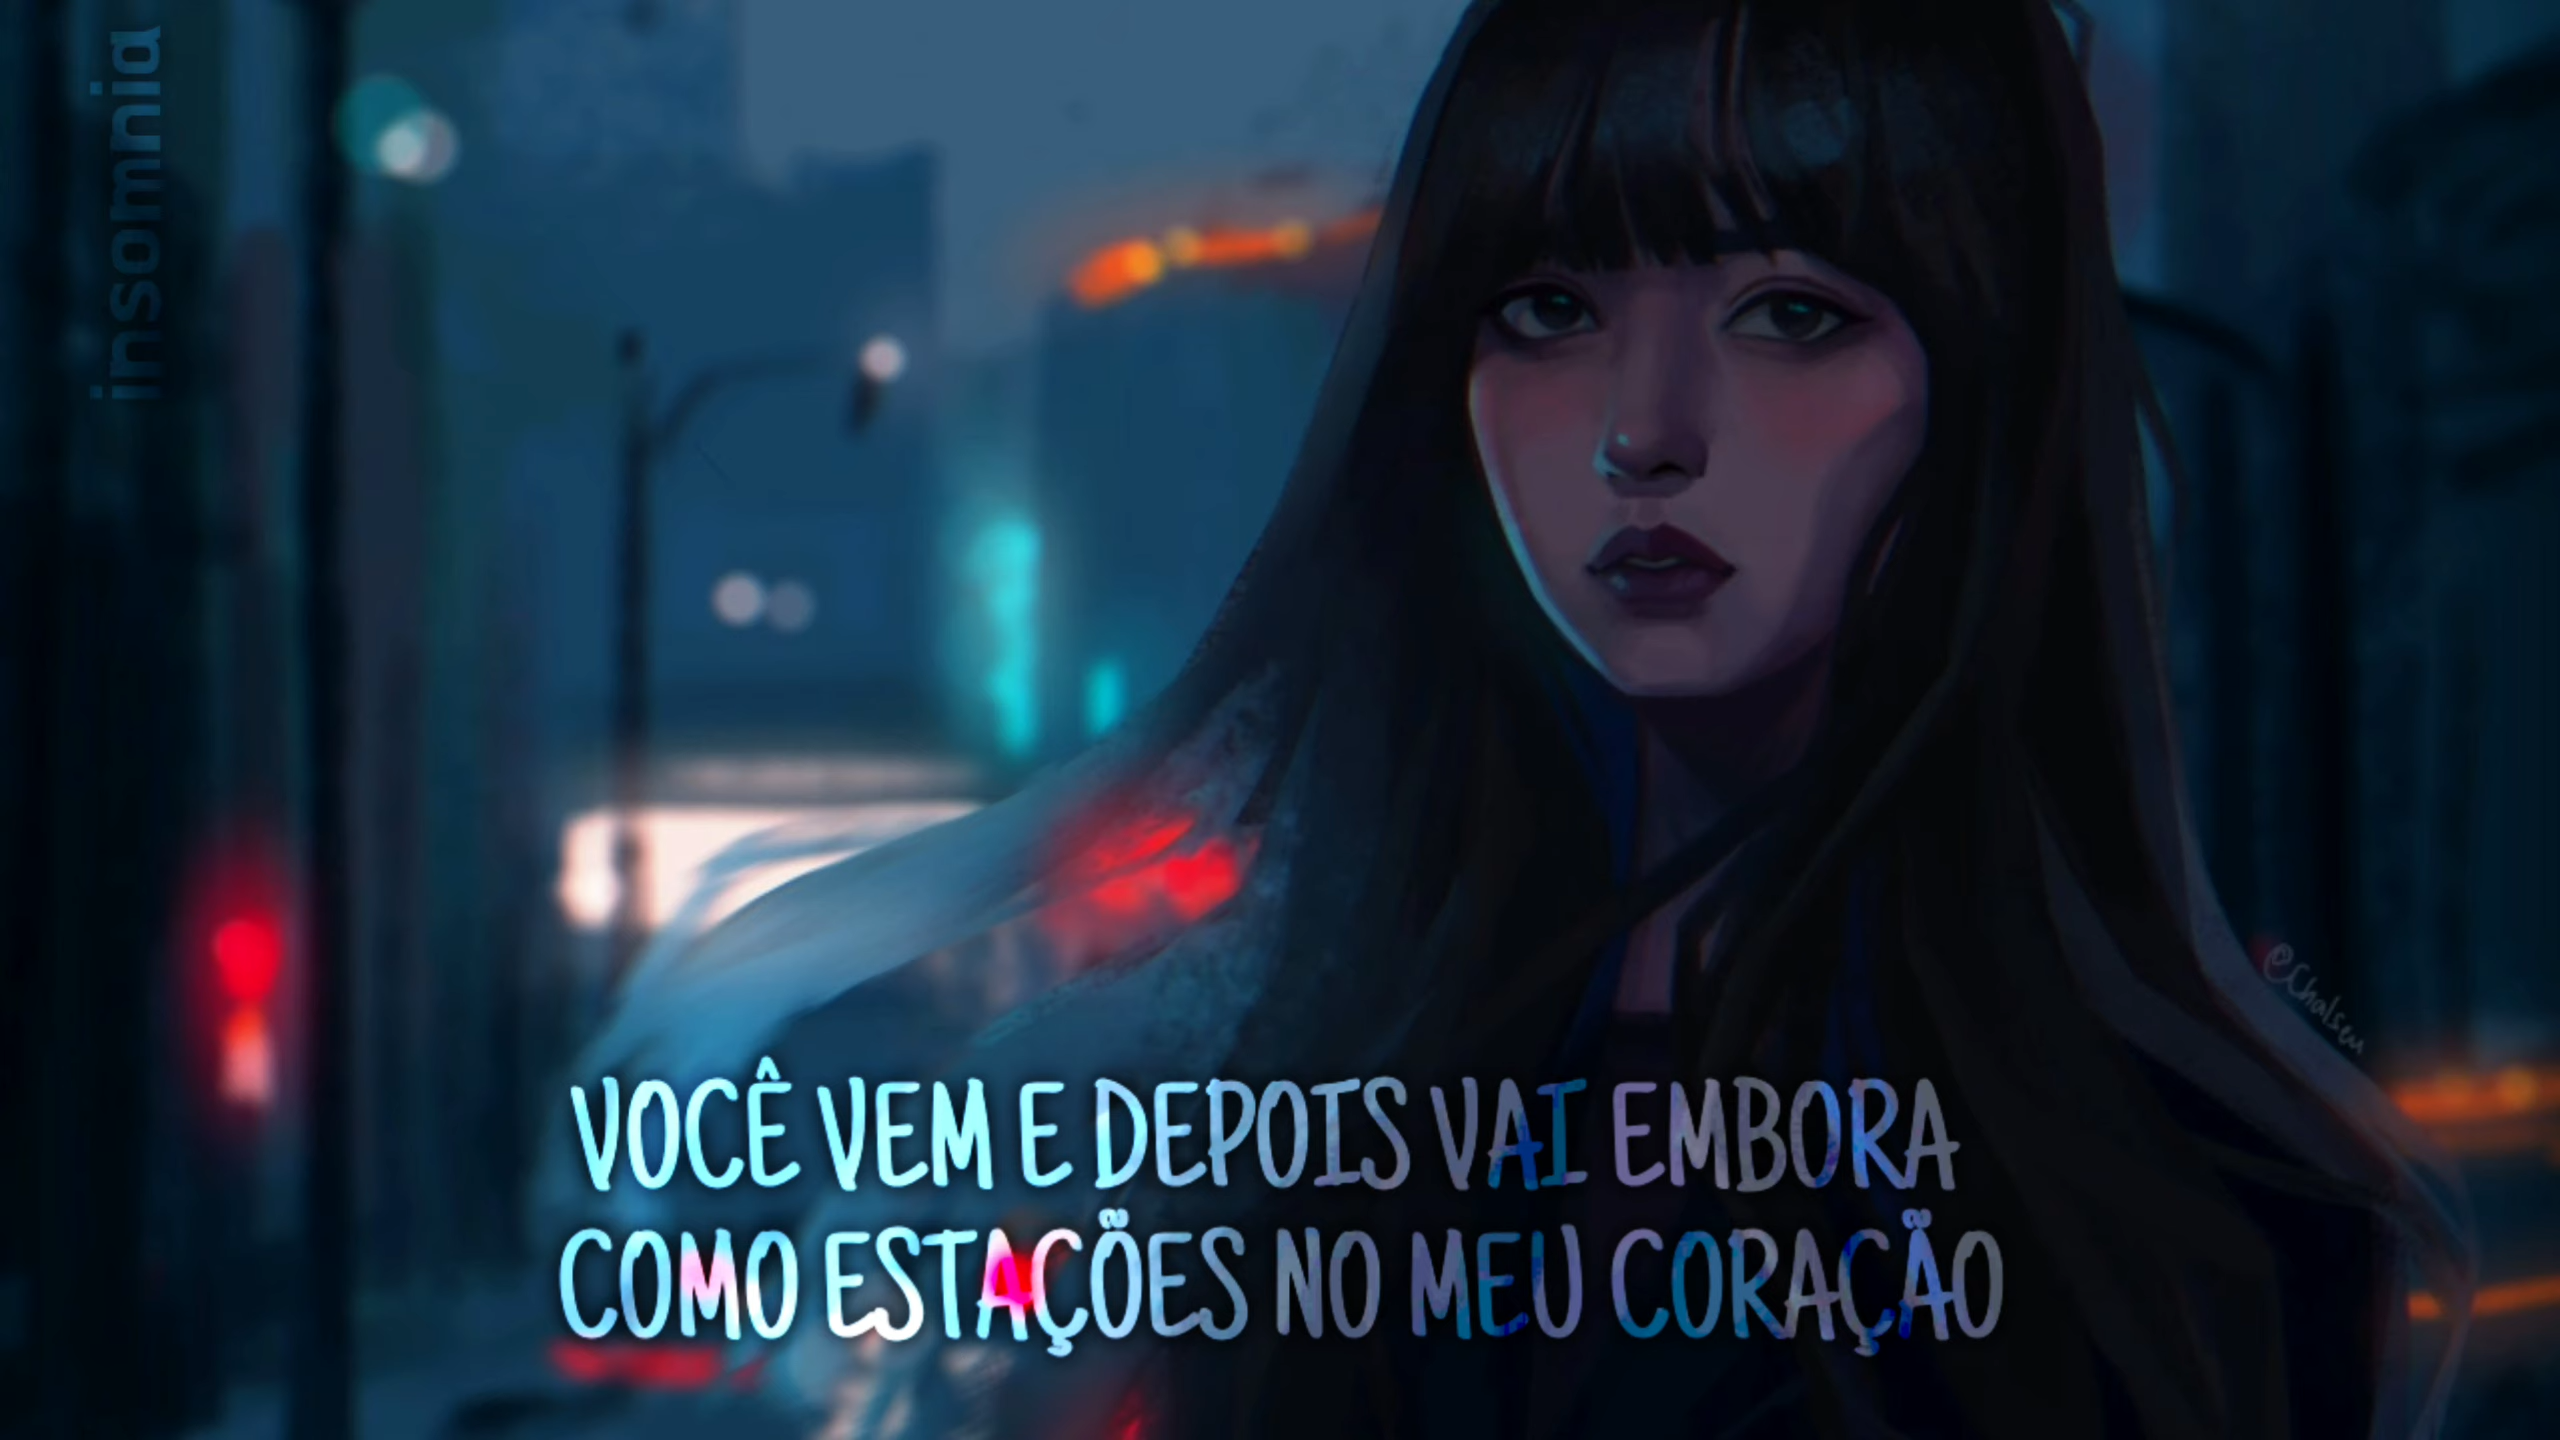 insomnia
VOCÊ VEM E DEPOIS VAI EMBORA
COMO ESTAÇÕES NO MEU CORAÇÃO